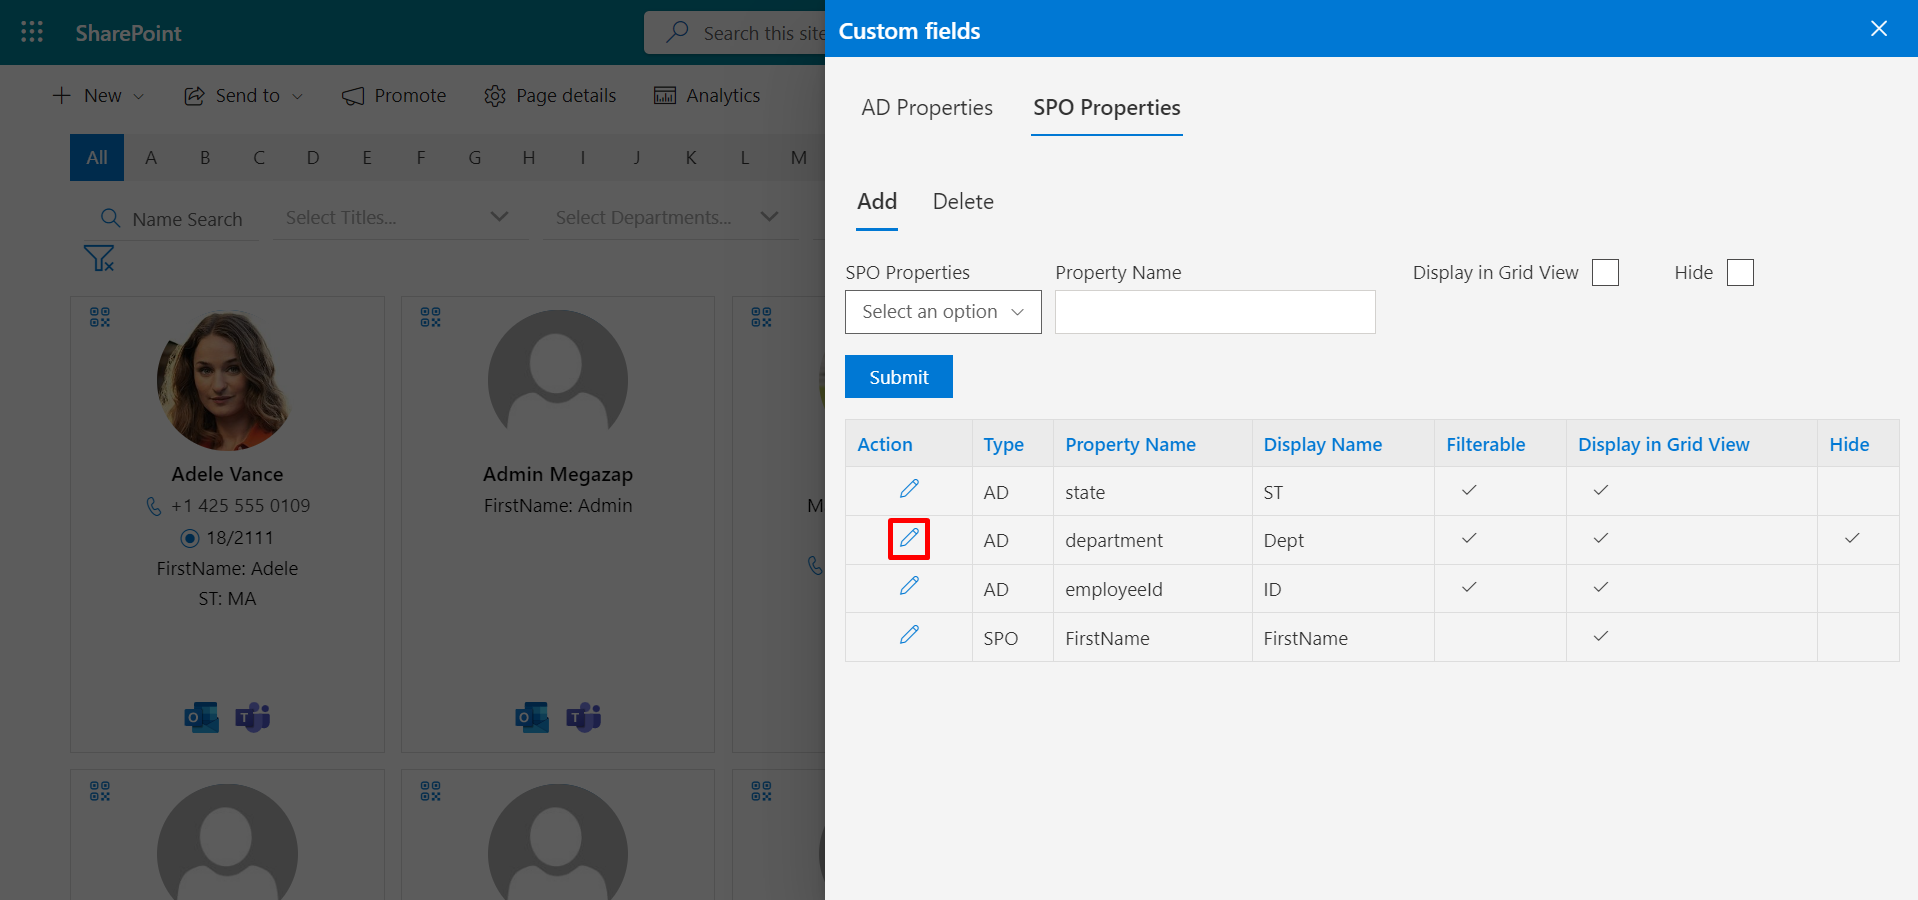 SharePoint
Search this site
New
Send to
Promote
Page details
Analytics
All A B C D E F G H I J K L M
Name Search
Select Titles...
Select Departments...
Adele Vance
+1 425 555 0109
18/2111
FirstName: Adele
ST: MA
Admin Megazap
FirstName: Admin
M
Custom fields
AD Properties
SPO Properties
Add
Delete
SPO Properties
Property Name
Display in Grid View
Hide
Select an option
Submit
Action Type Property Name Display Name Filterable Display in Grid View Hide
AD state ST
AD department Dept
AD employeeId ID
SPO FirstName FirstName